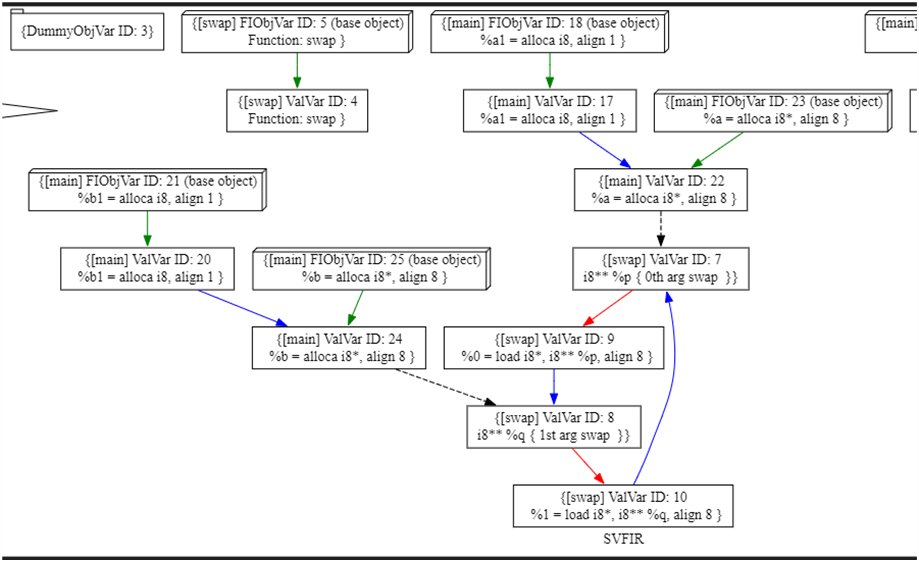 {DummyObjVar ID: 3}
{[swap] FIObjVar ID: 5 (base object)
Function: swap }
{[main] FIObjVar ID: 18 (base object)
%a1 = alloca i8, align 1 }
{[main]
{[swap] ValVar ID: 4
Function: swap }
{[main] ValVar ID: 17
%a1 = alloca i8, align 1 }
{[main] FIObjVar ID: 23 (base object)
%a = alloca i8*, align 8 }
{[main] FIObjVar ID: 21 (base object)
%b1 = alloca i8, align 1 }
{[main] ValVar ID: 22
%a = alloca i8*, align 8 }
{[main] ValVar ID: 20
%b1 = alloca i8, align 1 }
{[main] FIObjVar ID: 25 (base object)
%b = alloca i8*, align 8 }
{[swap] ValVar ID: 7
i8** %p { 0th arg swap  }}
{[main] ValVar ID: 24
%b = alloca i8*, align 8 }
{[swap] ValVar ID: 9
%0 = load i8*, i8** %p, align 8 }
{[swap] ValVar ID: 8
i8** %q { 1st arg swap  }}
{[swap] ValVar ID: 10
%1 = load i8*, i8** %q, align 8 }
SVFIR